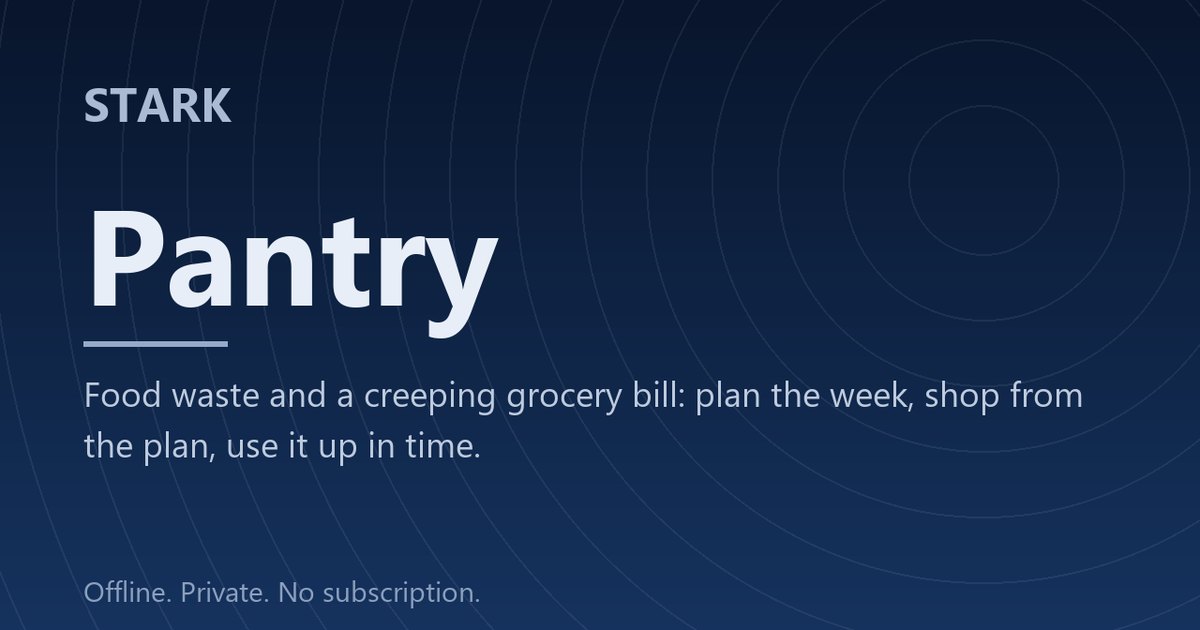 STARK
Pantry
Food waste and a creeping grocery bill: plan the week, shop from
the plan, use it up in time.
Offline. Private. No subscription.